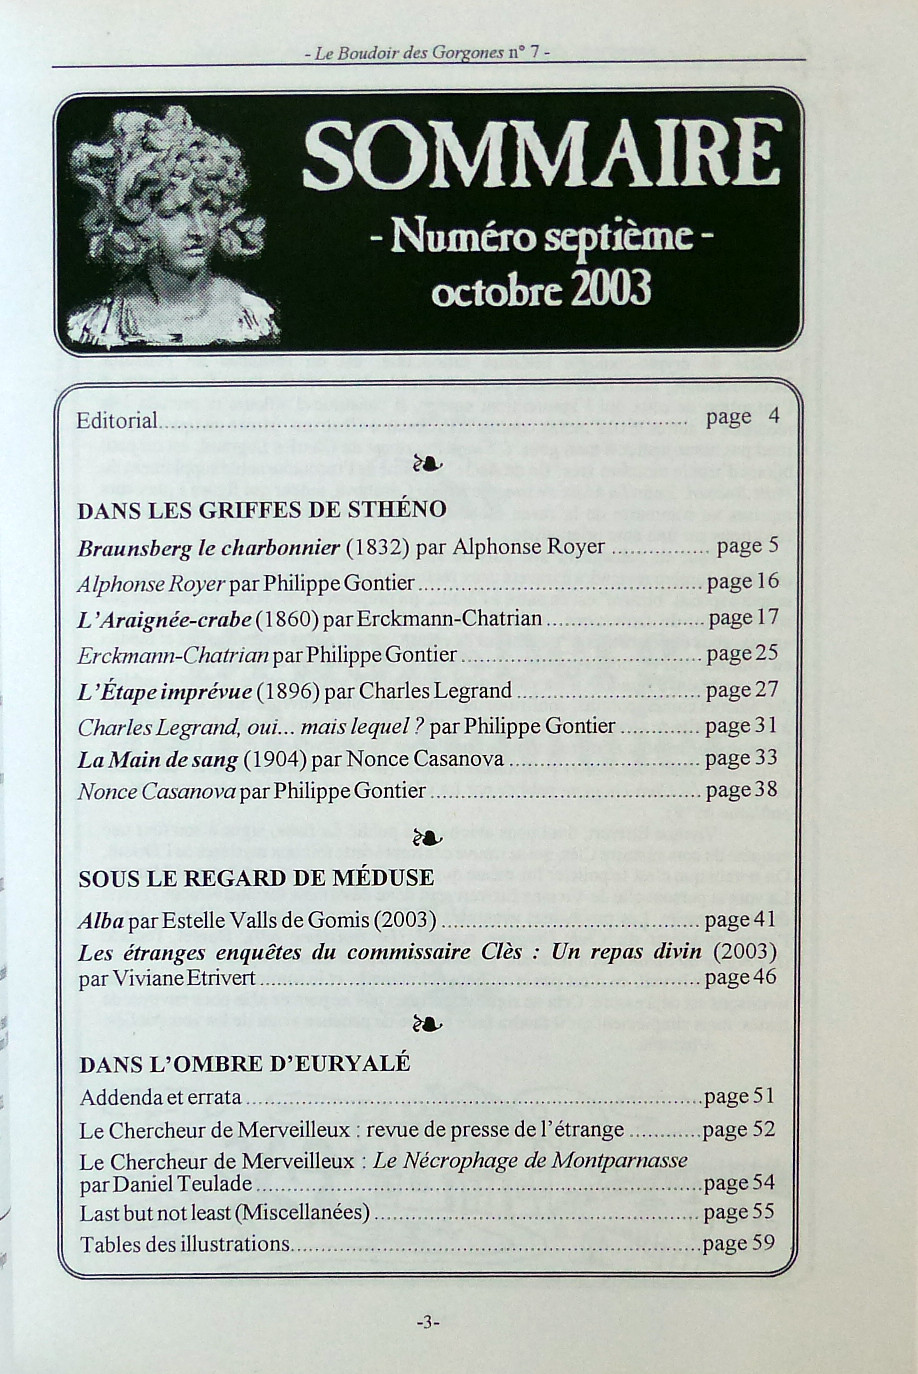 - Le Boudoir des Gorgones n° 7 -
SOMMAIRE
- Numéro septième -
octobre 2003
Editorial.................... page 4
DANS LES GRIFFES DE STHÉNO
Braunsberg le charbonnier (1832) par Alphonse Royer ................ page 5
Alphonse Royer par Philippe Gontier .................... page 16
L'Araignée-crabe (1860) par Erckmann-Chatrian .................... page 17
Erckmann-Chatrian par Philippe Gontier .................... page 25
L'Étape imprévue (1896) par Charles Legrand .................... page 27
Charles Legrand, oui... mais lequel ? par Philippe Gontier ............. page 31
La Main de sang (1904) par Nonce Casanova .................... page 33
Nonce Casanova par Philippe Gontier .................... page 38
SOUS LE REGARD DE MÉDUSE
Alba par Estelle Valls de Gomis (2003) .................... page 41
Les étranges enquêtes du commissaire Clès : Un repas divin (2003)
par Viviane Etrivert .................... page 46
DANS L'OMBRE D'EURYALÉ
Addenda et errata .................... page 51
Le Chercheur de Merveilleux : revue de presse de l'étrange ............ page 52
Le Chercheur de Merveilleux : Le Nécrophage de Montparnasse
par Daniel Teulade .................... page 54
Last but not least (Miscellanées) .................... page 55
Tables des illustrations.................... page 59
-3-